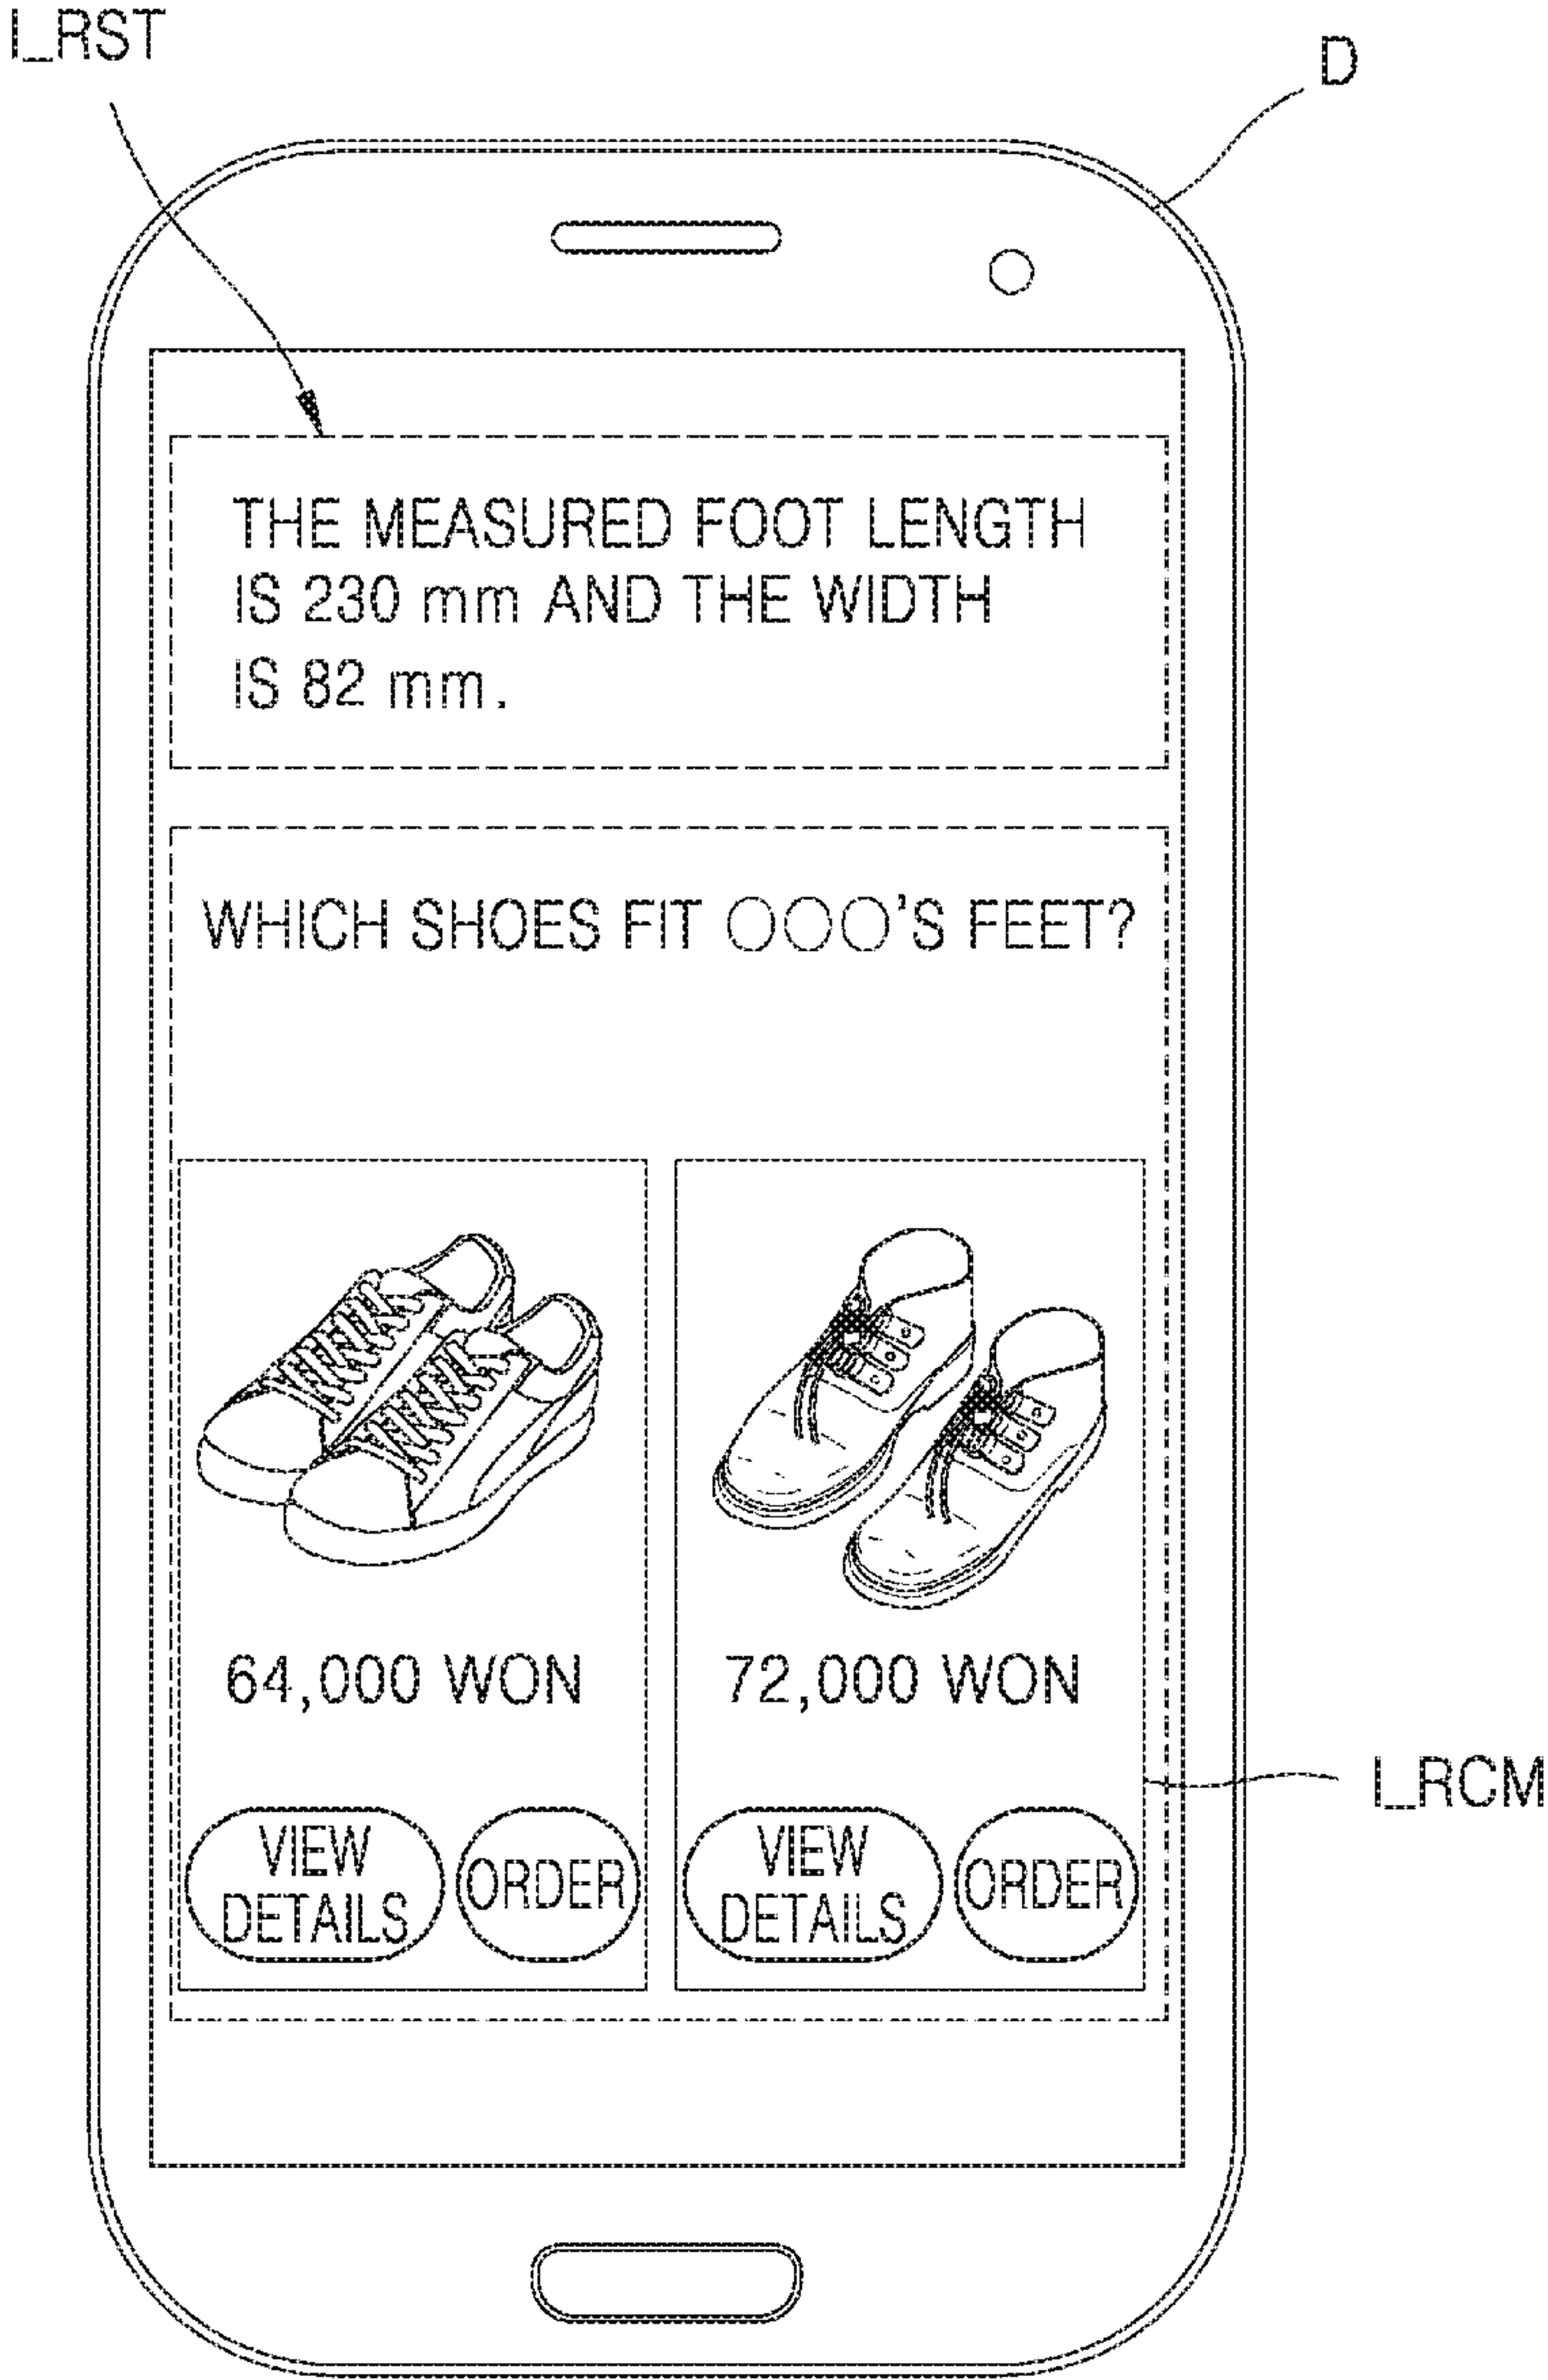 I_RST
D
THE MEASURED FOOT LENGTH
IS 230 mm AND THE WIDTH
IS 82 mm.
WHICH SHOES FIT ○○○'S FEET?
64,000 WON
72,000 WON
I_RCM
VIEW
DETAILS
ORDER
VIEW
DETAILS
ORDER